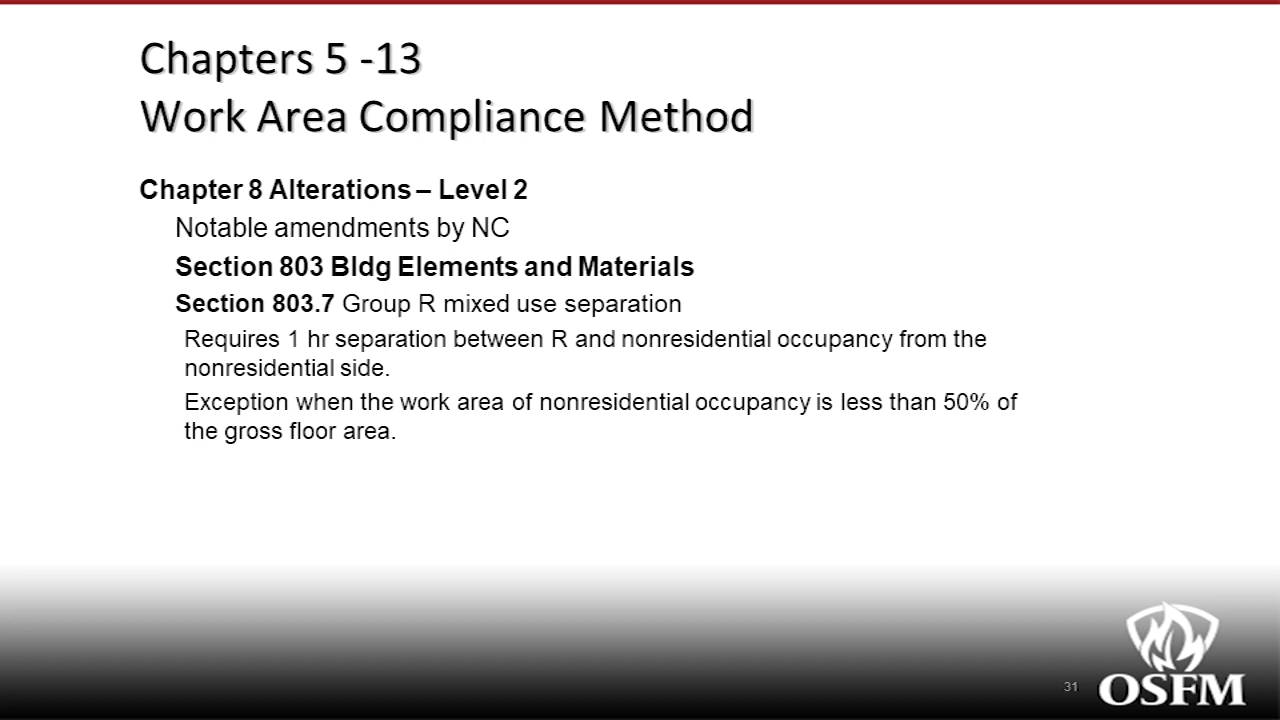 Chapters 5 -13
Work Area Compliance Method
Chapter 8 Alterations – Level 2
Notable amendments by NC
Section 803 Bldg Elements and Materials
Section 803.7 Group R mixed use separation
Requires 1 hr separation between R and nonresidential occupancy from the
nonresidential side.
Exception when the work area of nonresidential occupancy is less than 50% of
the gross floor area.
31
OSFM